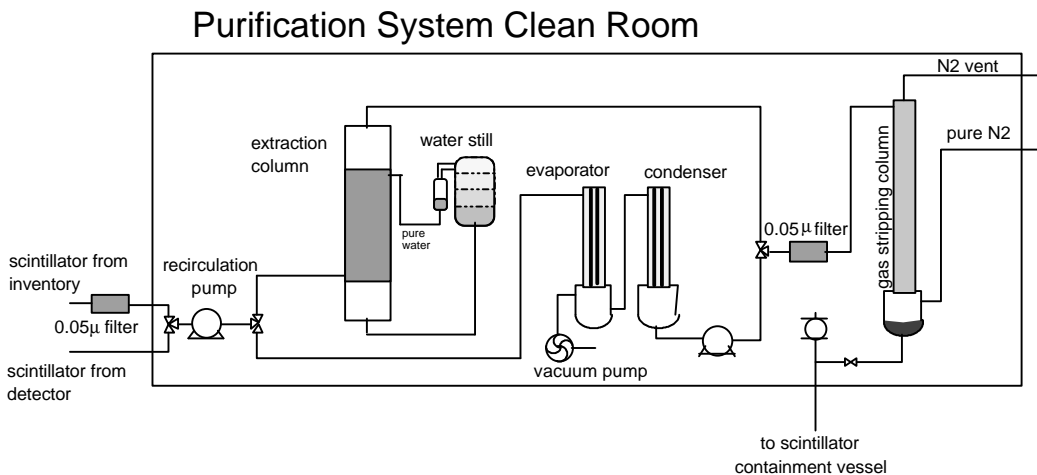 Purification System Clean Room
N2 vent
pure N2
extraction
column
water still
evaporator
condenser
gas stripping column
pure
water
0.05μ filter
scintillator from
inventory
recirculation
pump
0.05μ filter
scintillator from
detector
vacuum pump
to scintillator
containment vessel